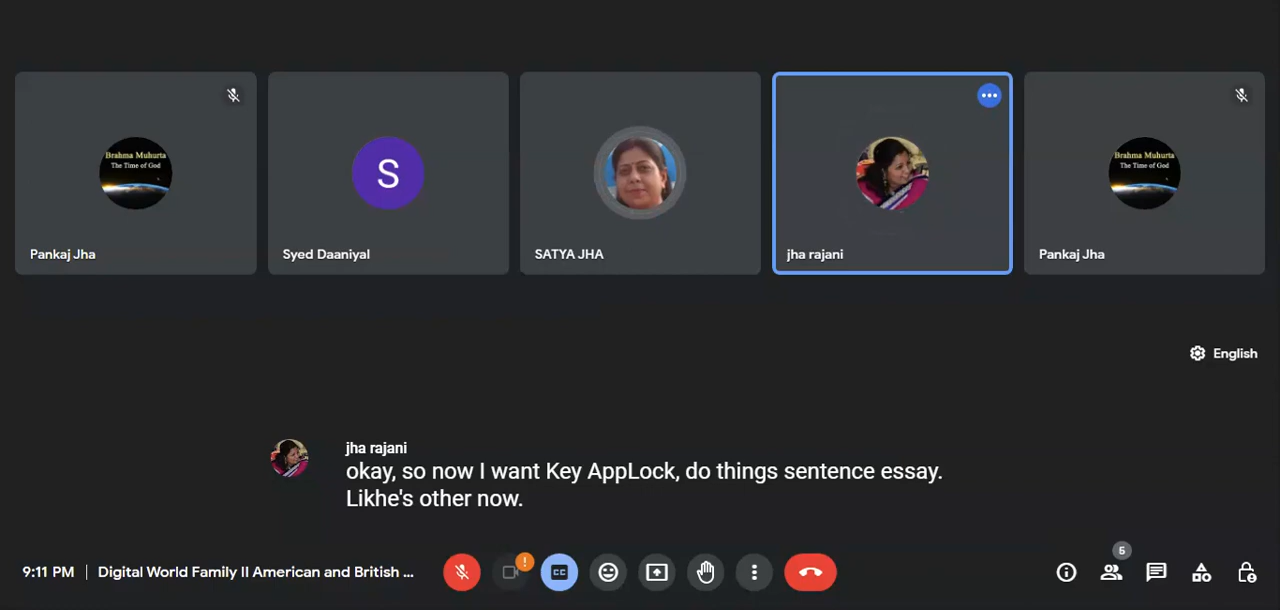 Brahma Muhurta
The Time of God
Pankaj Jha
S
Syed Daaniyal
SATYA JHA
jha rajani
Brahma Muhurta
The Time of God
Pankaj Jha
English
jha rajani
okay, so now I want Key AppLock, do things sentence essay.
Likhe's other now.
9:11 PM | Digital World Family II American and British ...
!
CC
5